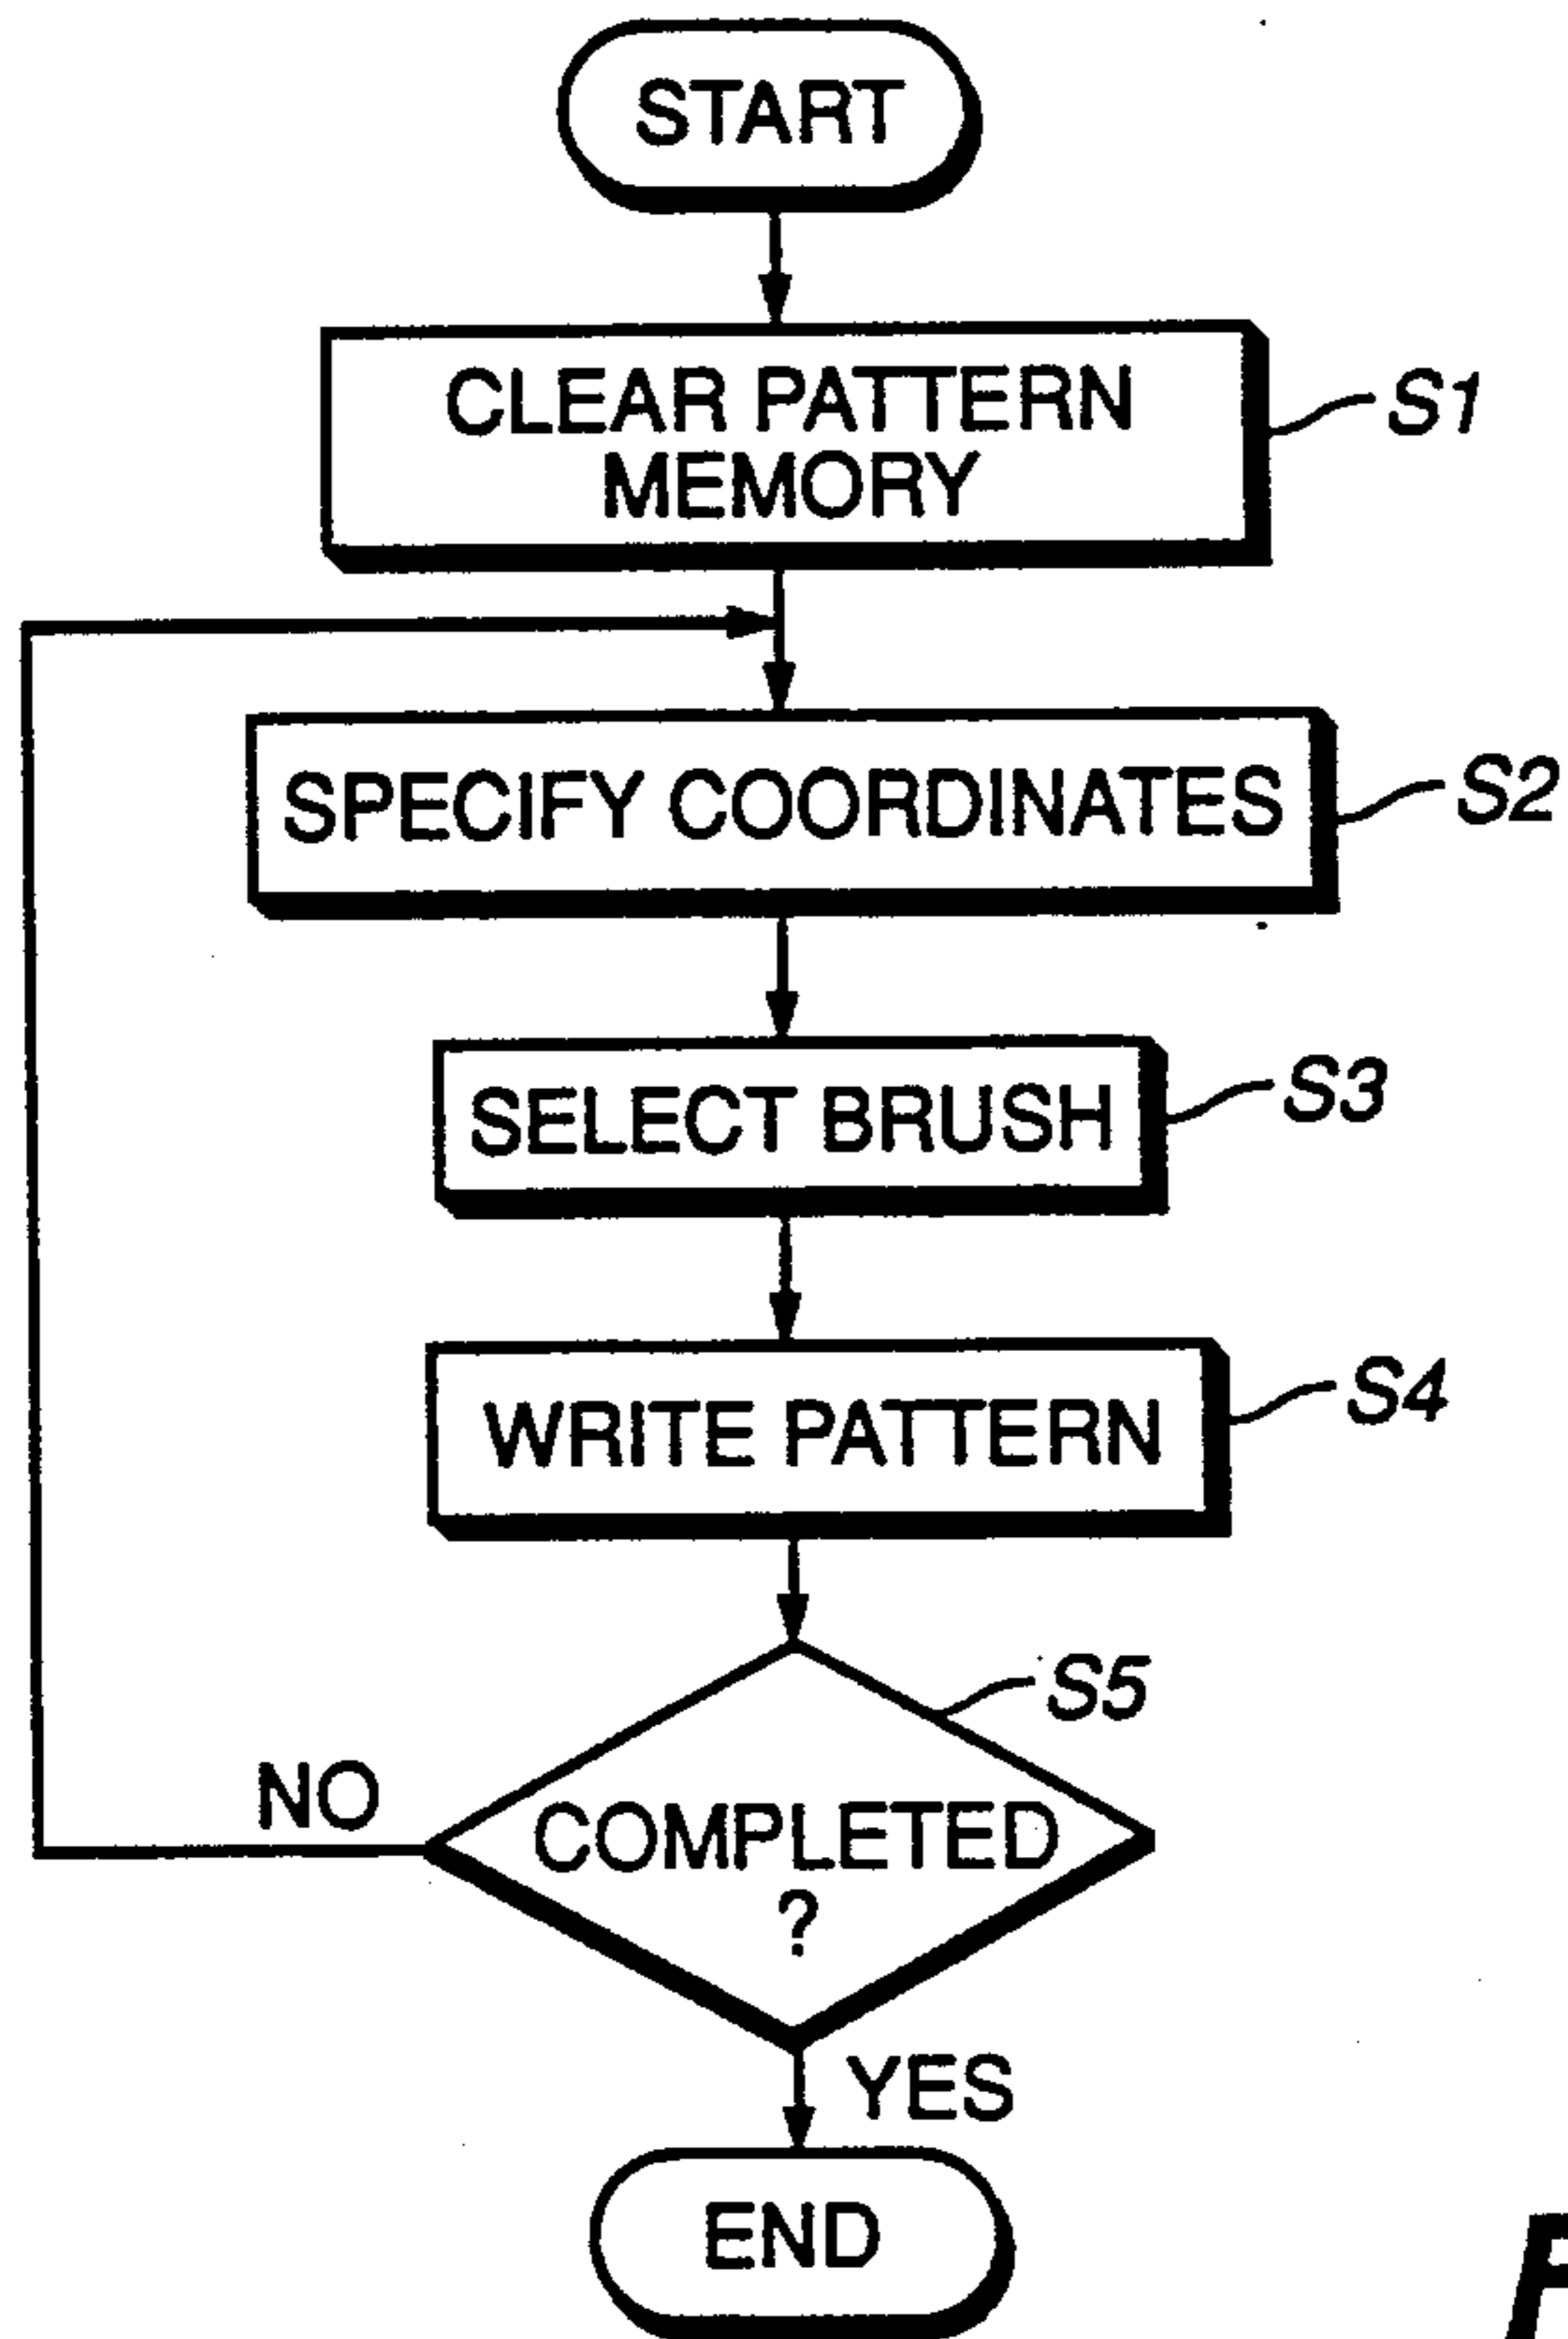 START
CLEAR PATTERN
MEMORY
S1
SPECIFY COORDINATES
S2
SELECT BRUSH
S3
WRITE PATTERN
S4
S5
NO
COMPLETED
?
YES
END